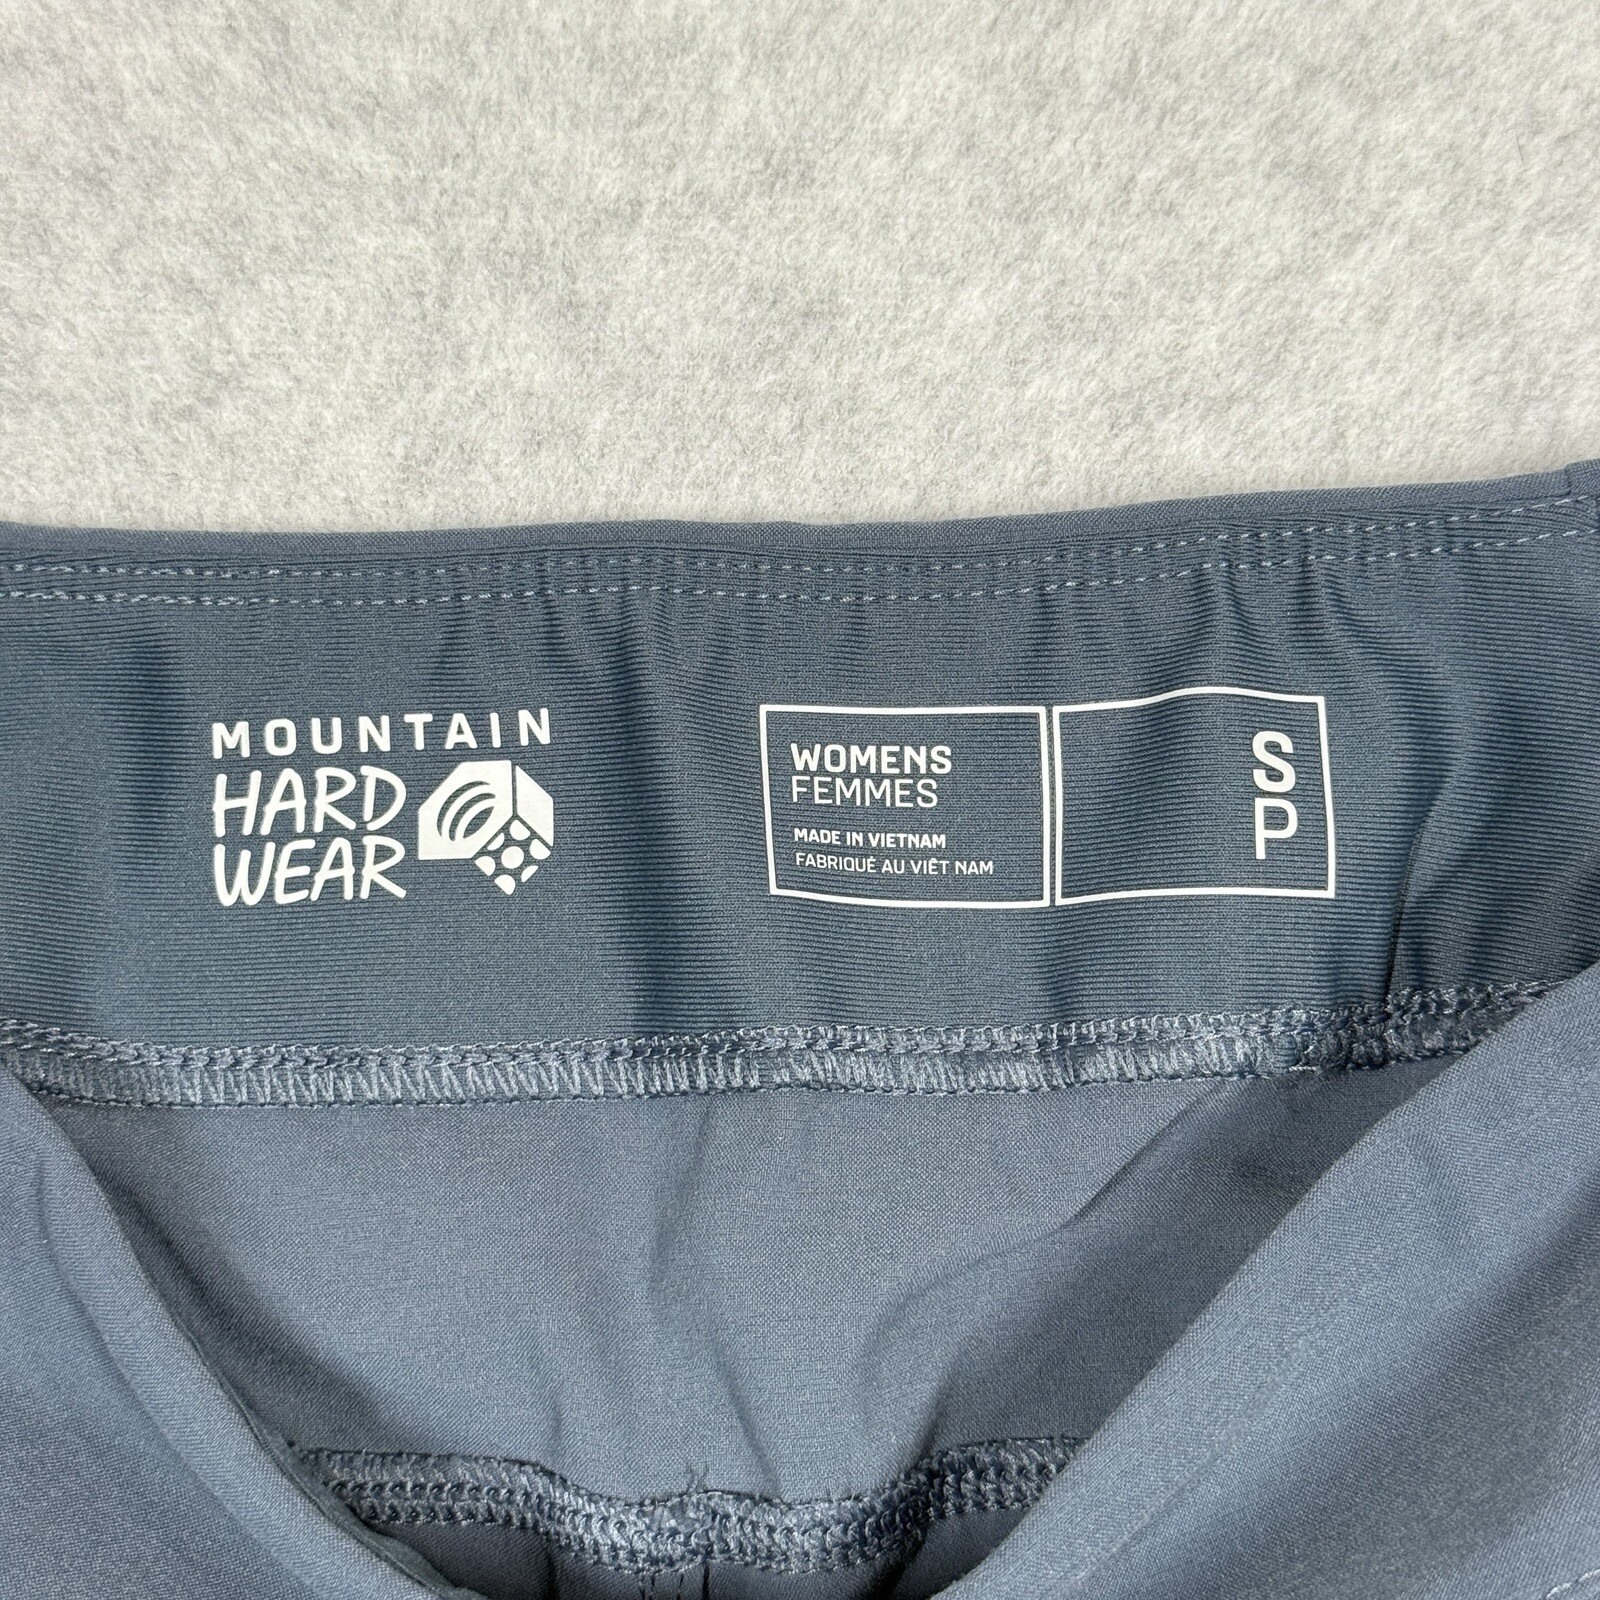 MOUNTAIN
HARD
WEAR
WOMENS
FEMMES
MADE IN VIETNAM
FABRIQUÉ AU VIÊT NAM
S
P